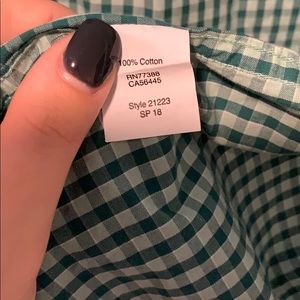 100% Cotton
RN77388
CA56445
Style 21223
SP 18